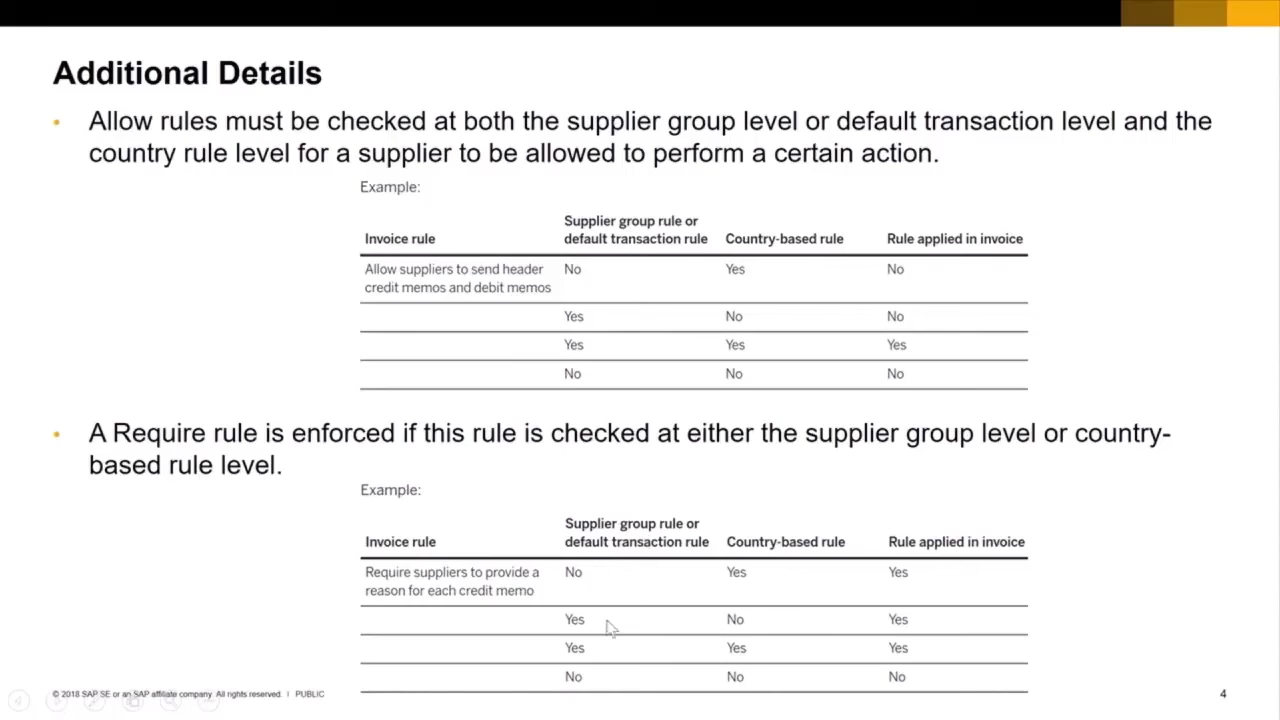 Additional Details
• Allow rules must be checked at both the supplier group level or default transaction level and the
country rule level for a supplier to be allowed to perform a certain action.
Example:
Invoice rule Supplier group rule or default transaction rule Country-based rule Rule applied in invoice
Allow suppliers to send header credit memos and debit memos No Yes No
Yes No No
Yes Yes Yes
No No No
• A Require rule is enforced if this rule is checked at either the supplier group level or country-
based rule level.
Example:
Invoice rule Supplier group rule or default transaction rule Country-based rule Rule applied in invoice
Require suppliers to provide a reason for each credit memo No Yes Yes
Yes No Yes
Yes Yes Yes
No No No
© 2018 SAP SE or an SAP affiliate company. All rights reserved. | PUBLIC 4